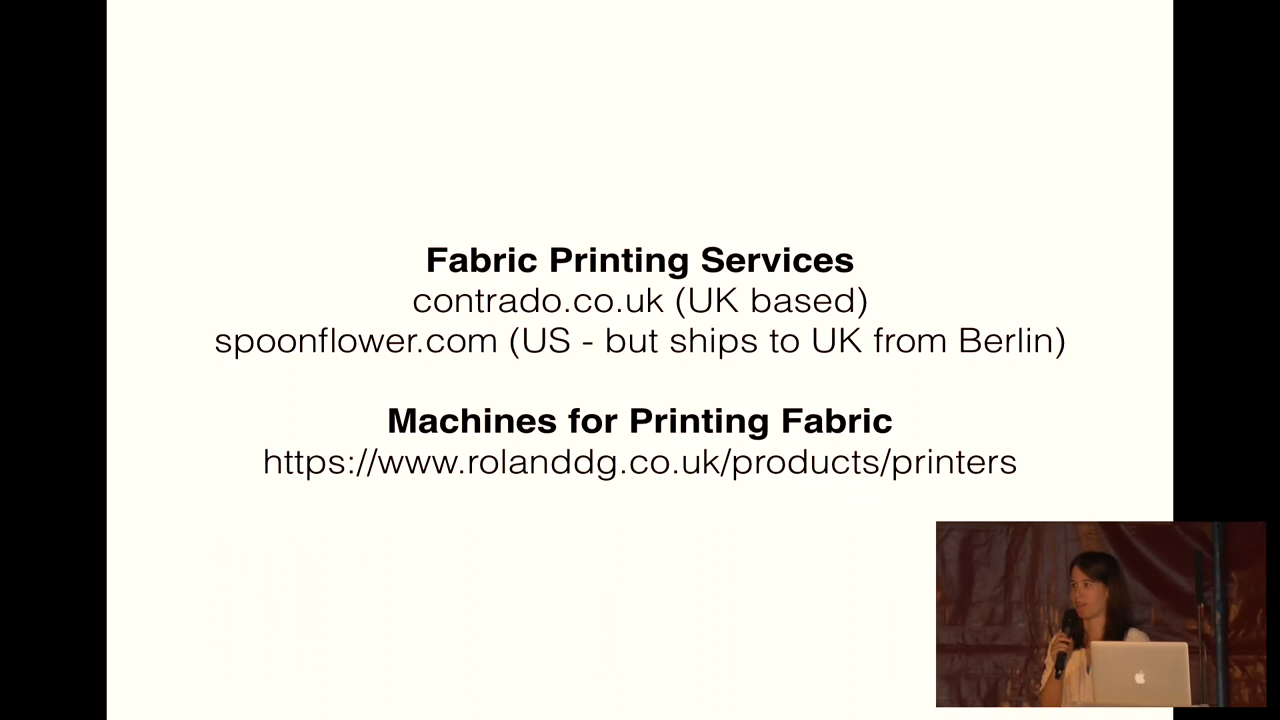 Fabric Printing Services
contrado.co.uk (UK based)
spoonflower.com (US - but ships to UK from Berlin)
Machines for Printing Fabric
https://www.rolanddg.co.uk/products/printers